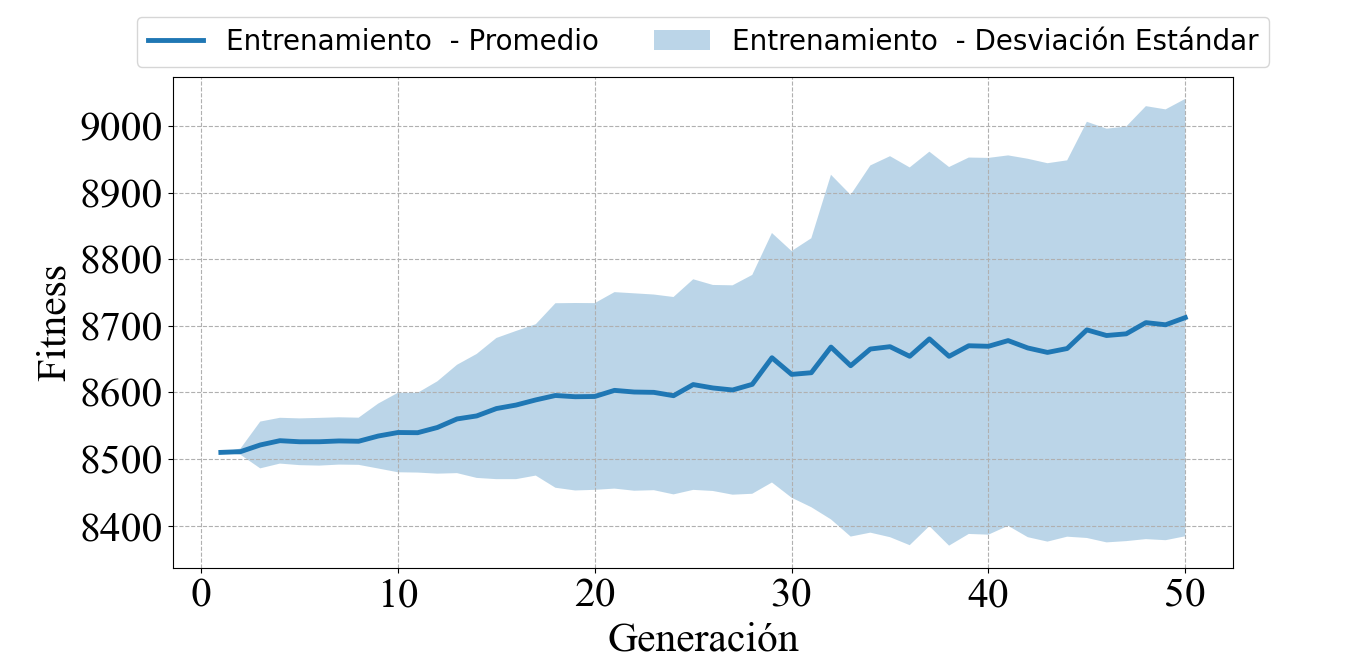 Entrenamiento  - Promedio
Entrenamiento  - Desviación Estándar
9000
8900
8800
8700
8600
8500
8400
Fitness
0 10 20 30 40 50
Generación